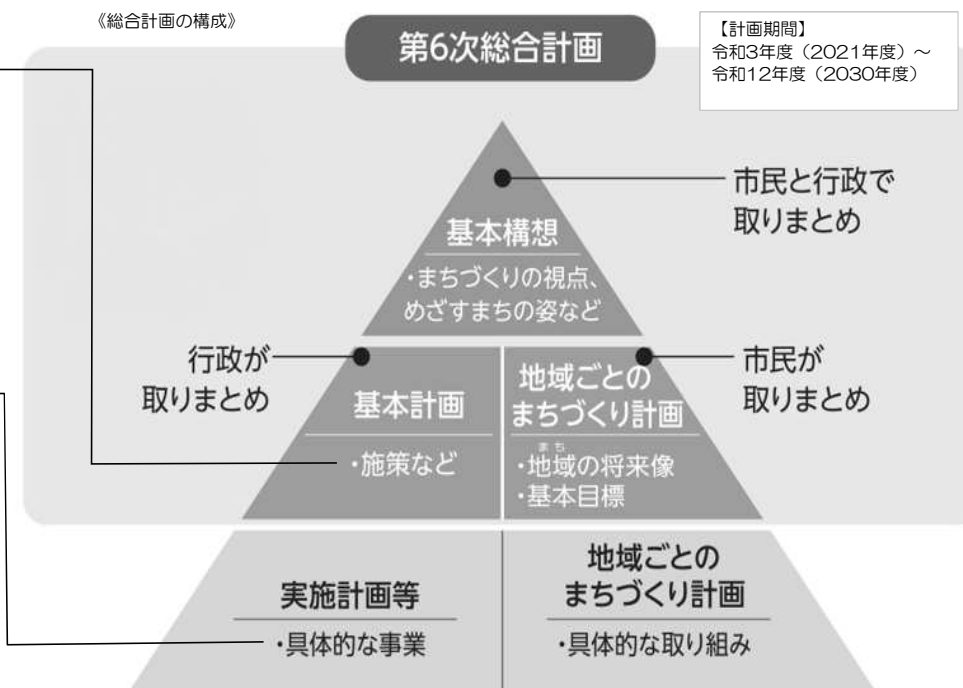 《総合計画の構成》
第6次総合計画
【計画期間】
令和3年度（2021年度）～
令和12年度（2030年度）
市民と行政で
取りまとめ
基本構想
・まちづくりの視点、
めざすまちの姿など
行政が
取りまとめ
基本計画
・施策など
地域ごとの
まちづくり計画
まち
・地域の将来像
・基本目標
市民が
取りまとめ
実施計画等
・具体的な事業
地域ごとの
まちづくり計画
・具体的な取り組み